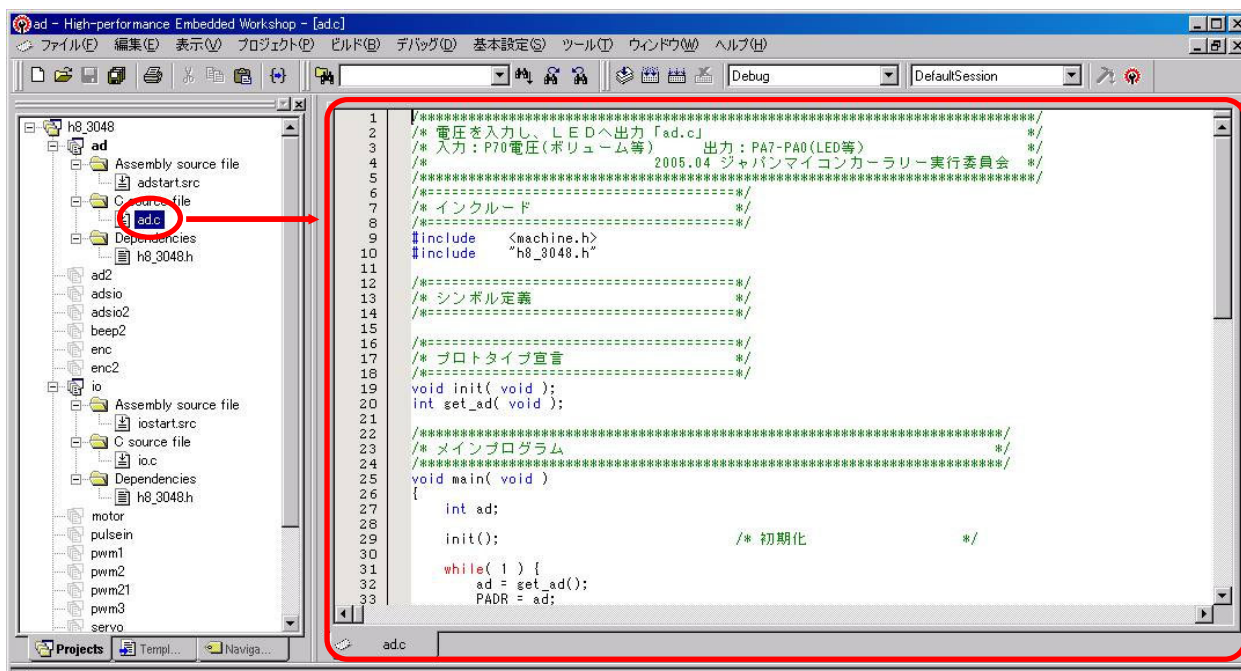 ad - High-performance Embedded Workshop - [ad.c]
ファイル(F) 編集(E) 表示(V) プロジェクト(P) ビルド(B) デバッグ(D) 基本設定(S) ツール(T) ウィンドウ(W) ヘルプ(H)
Debug DefaultSession
h8_3048
ad
Assembly source file
adstart.src
C source file
ad.c
Dependencies
h8_3048.h
ad2
adsio
adsio2
beep2
enc
enc2
io
Assembly source file
iostart.src
C source file
io.c
Dependencies
h8_3048.h
motor
pulsein
pwm1
pwm2
pwm21
pwm3
servo
Projects Templ... Naviga...
1 /****************************************************************************/
2 /* 電圧を入力し、ＬＥＤへ出力「ad.c」 */
3 /* 入力：P70電圧(ボリューム等) 出力：PA7-PA0(LED等) */
4 /* 2005.04 ジャパンマイコンカーラリー実行委員会 */
5 /****************************************************************************/
6 /*======================================*/
7 /* インクルード */
8 /*======================================*/
9 #include <machine.h>
10 #include "h8_3048.h"
11
12 /*======================================*/
13 /* シンボル定義 */
14 /*======================================*/
15
16 /*======================================*/
17 /* プロトタイプ宣言 */
18 /*======================================*/
19 void init( void );
20 int get_ad( void );
21
22 /************************************************************************/
23 /* メインプログラム */
24 /************************************************************************/
25 void main( void )
26 {
27 int ad;
28
29 init(); /* 初期化 */
30
31 while( 1 ) {
32 ad = get_ad();
33 PADR = ad;
ad.c